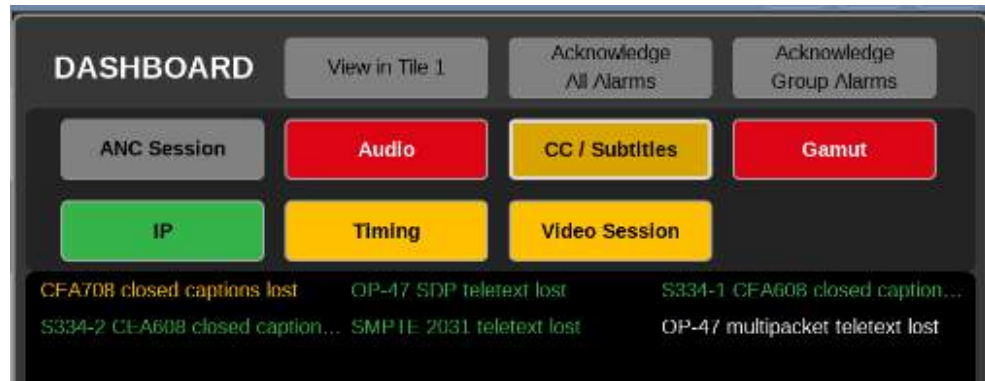 DASHBOARD
View in Tile 1
Acknowledge
All Alarms
Acknowledge
Group Alarms
ANC Session
Audio
CC / Subtitles
Gamut
IP
Timing
Video Session
CEA708 closed captions lost
OP-47 SDP teletext lost
S334-1 CEA608 closed caption...
S334-2 CEA608 closed caption...
SMPTE 2031 teletext lost
OP-47 multipacket teletext lost